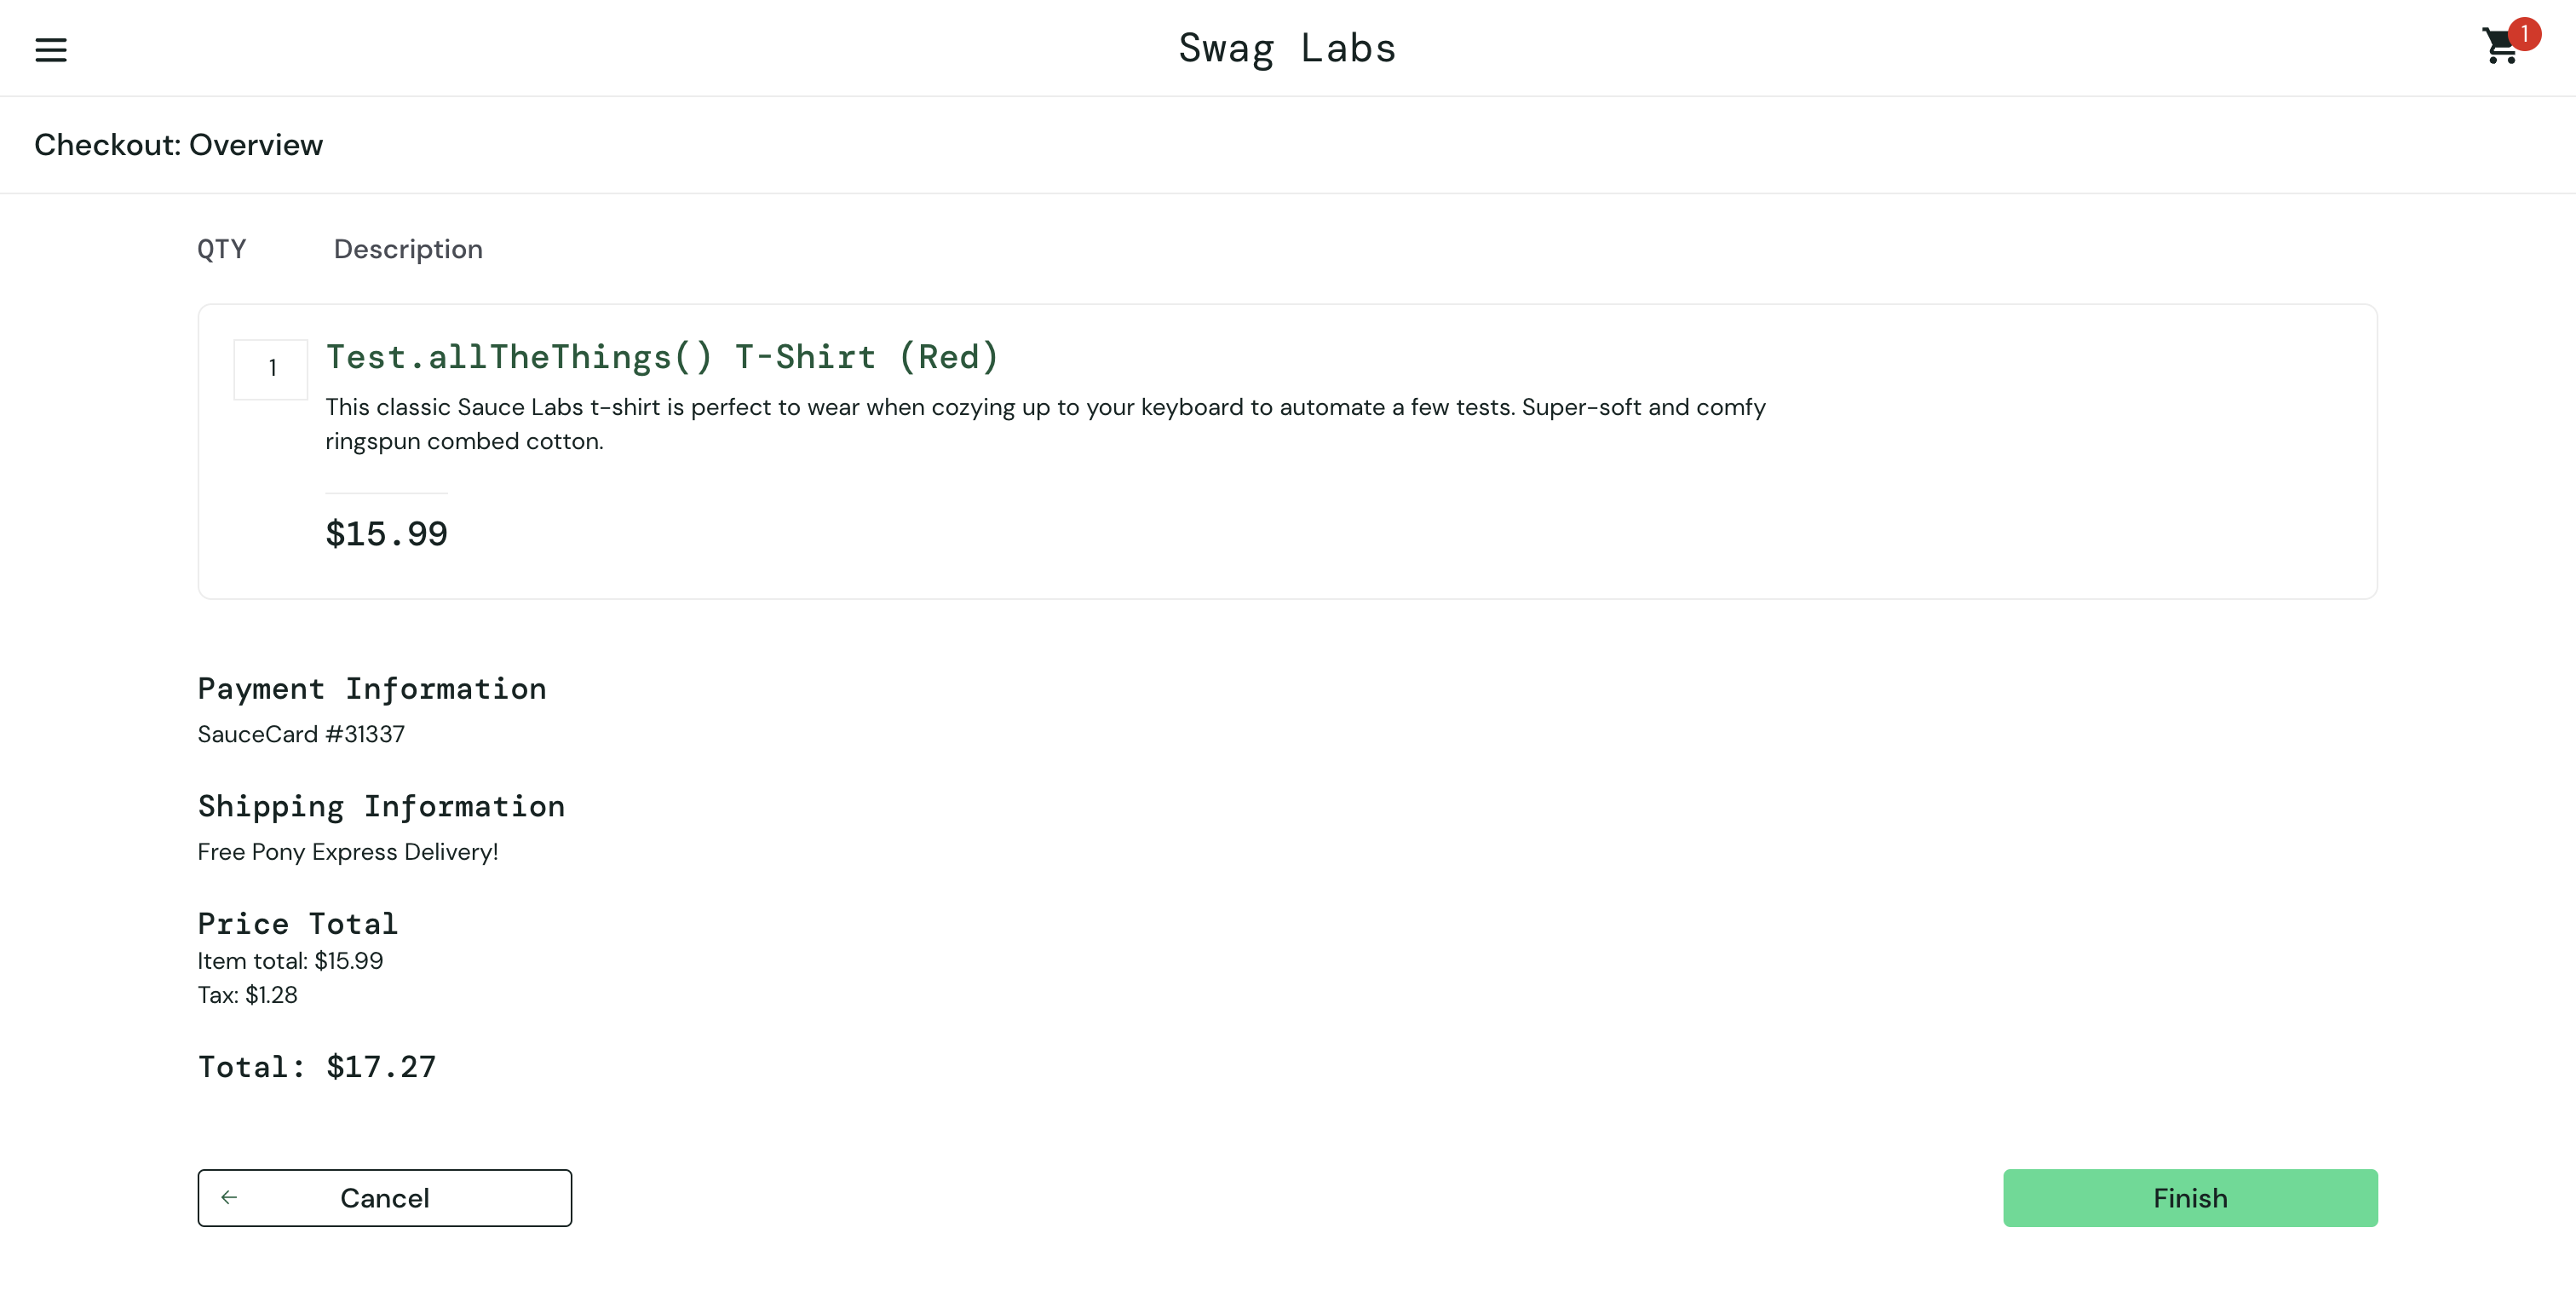 Swag Labs
1
Checkout: Overview
QTY Description
1
Test.allTheThings() T-Shirt (Red)
This classic Sauce Labs t-shirt is perfect to wear when cozying up to your keyboard to automate a few tests. Super-soft and comfy
ringspun combed cotton.
$15.99
Payment Information
SauceCard #31337
Shipping Information
Free Pony Express Delivery!
Price Total
Item total: $15.99
Tax: $1.28
Total: $17.27
Cancel
Finish